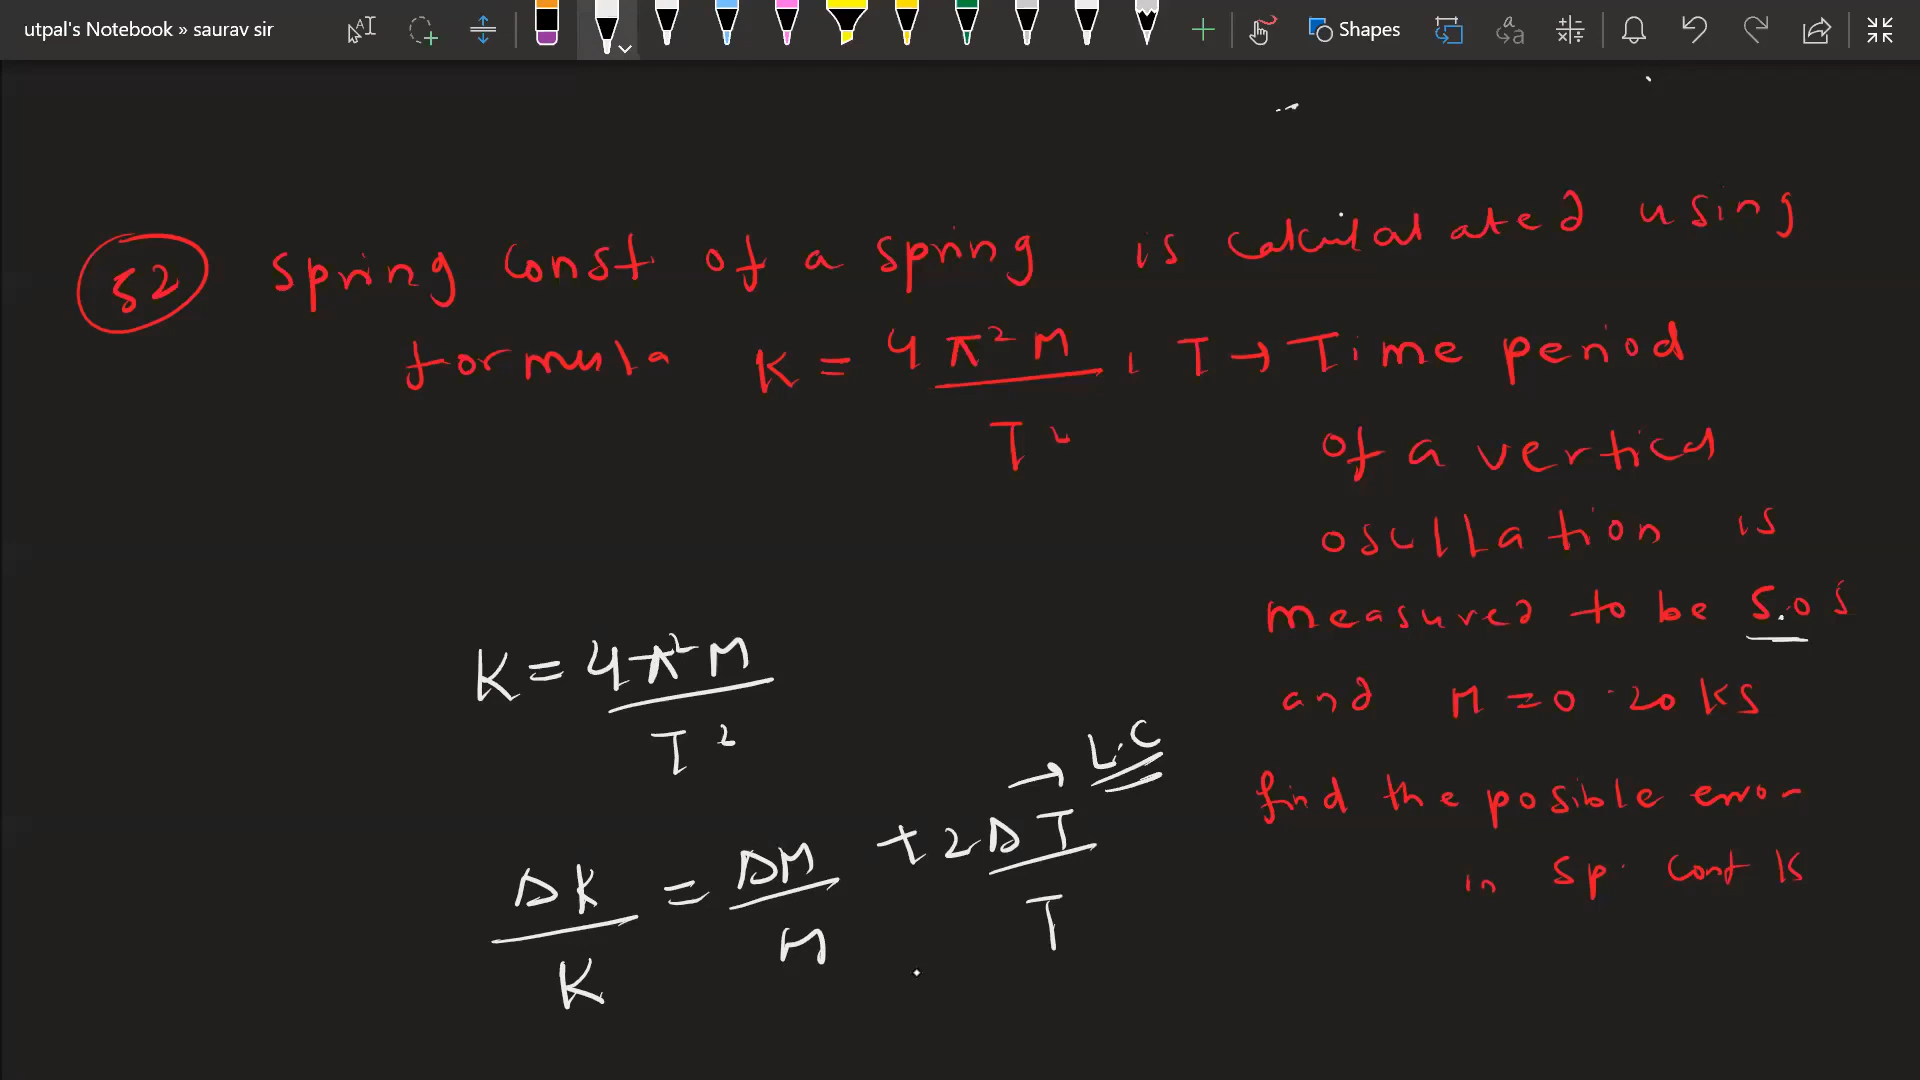 utpal's Notebook » saurav sir
Shapes
52 Spring const. of a spring is calculated using
formula K = 4π²M / T² , T → Time period
of a vertical
oscillation is
measured to be 5.0 s
and M = 0.20 kg
find the possible error
in sp. const K
K = 4π²M / T²
→ L.C
ΔK / K = ΔM / M + 2ΔT / T